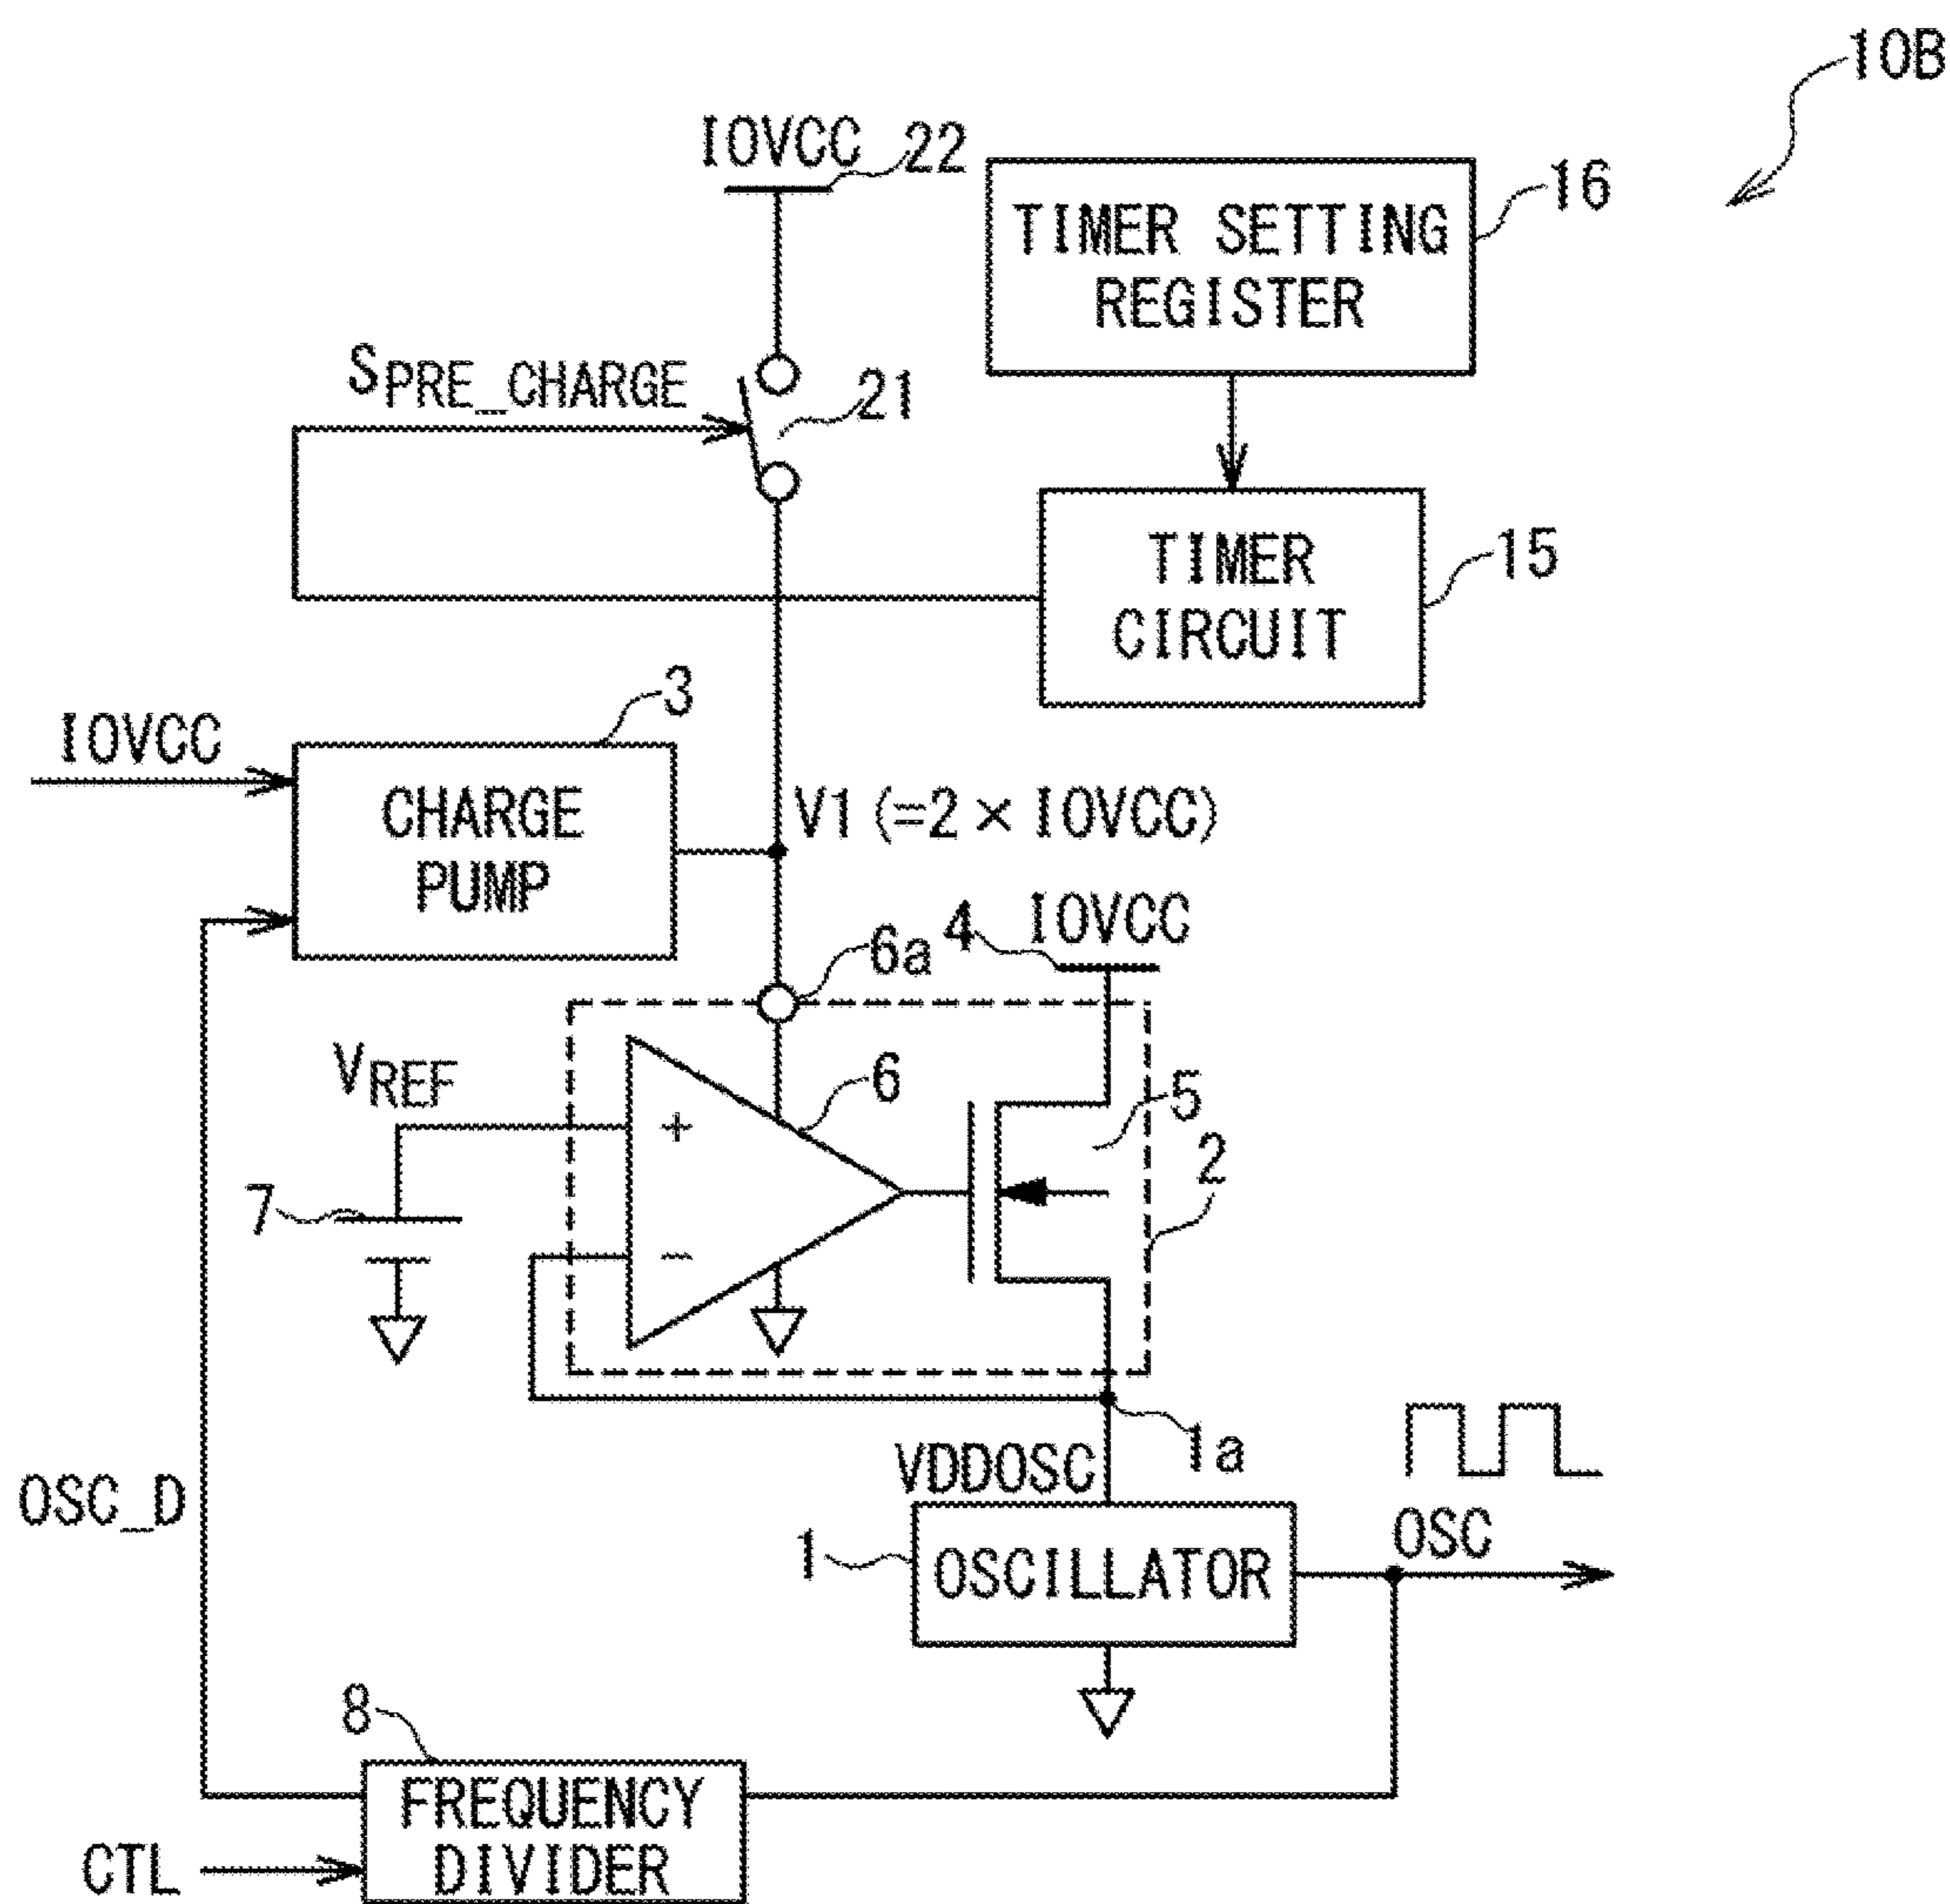 10B
IOVCC
22
TIMER SETTING
REGISTER
16
SPRE_CHARGE
21
TIMER
CIRCUIT
15
3
IOVCC
CHARGE
PUMP
V1 (=2 × IOVCC)
4
IOVCC
6a
VREF
+
6
5
2
7
−
1a
VDDOSC
OSC_D
1
OSCILLATOR
OSC
8
FREQUENCY
DIVIDER
CTL